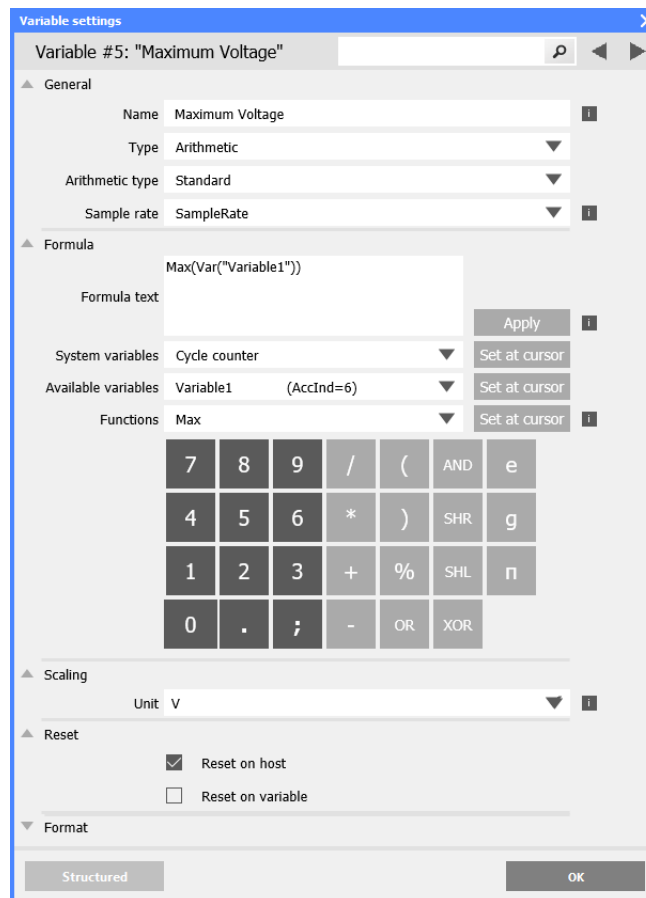 Variable settings
Variable #5: "Maximum Voltage"
General
Name Maximum Voltage i
Type Arithmetic
Arithmetic type Standard
Sample rate SampleRate i
Formula
Max(Var("Variable1"))
Formula text
Apply i
System variables Cycle counter Set at cursor
Available variables Variable1 (AccInd=6) Set at cursor
Functions Max Set at cursor i
7 8 9 / ( AND e
4 5 6 * ) SHR g
1 2 3 + % SHL п
0 . ; - OR XOR
Scaling
Unit V i
Reset
Reset on host
Reset on variable
Format
Structured OK